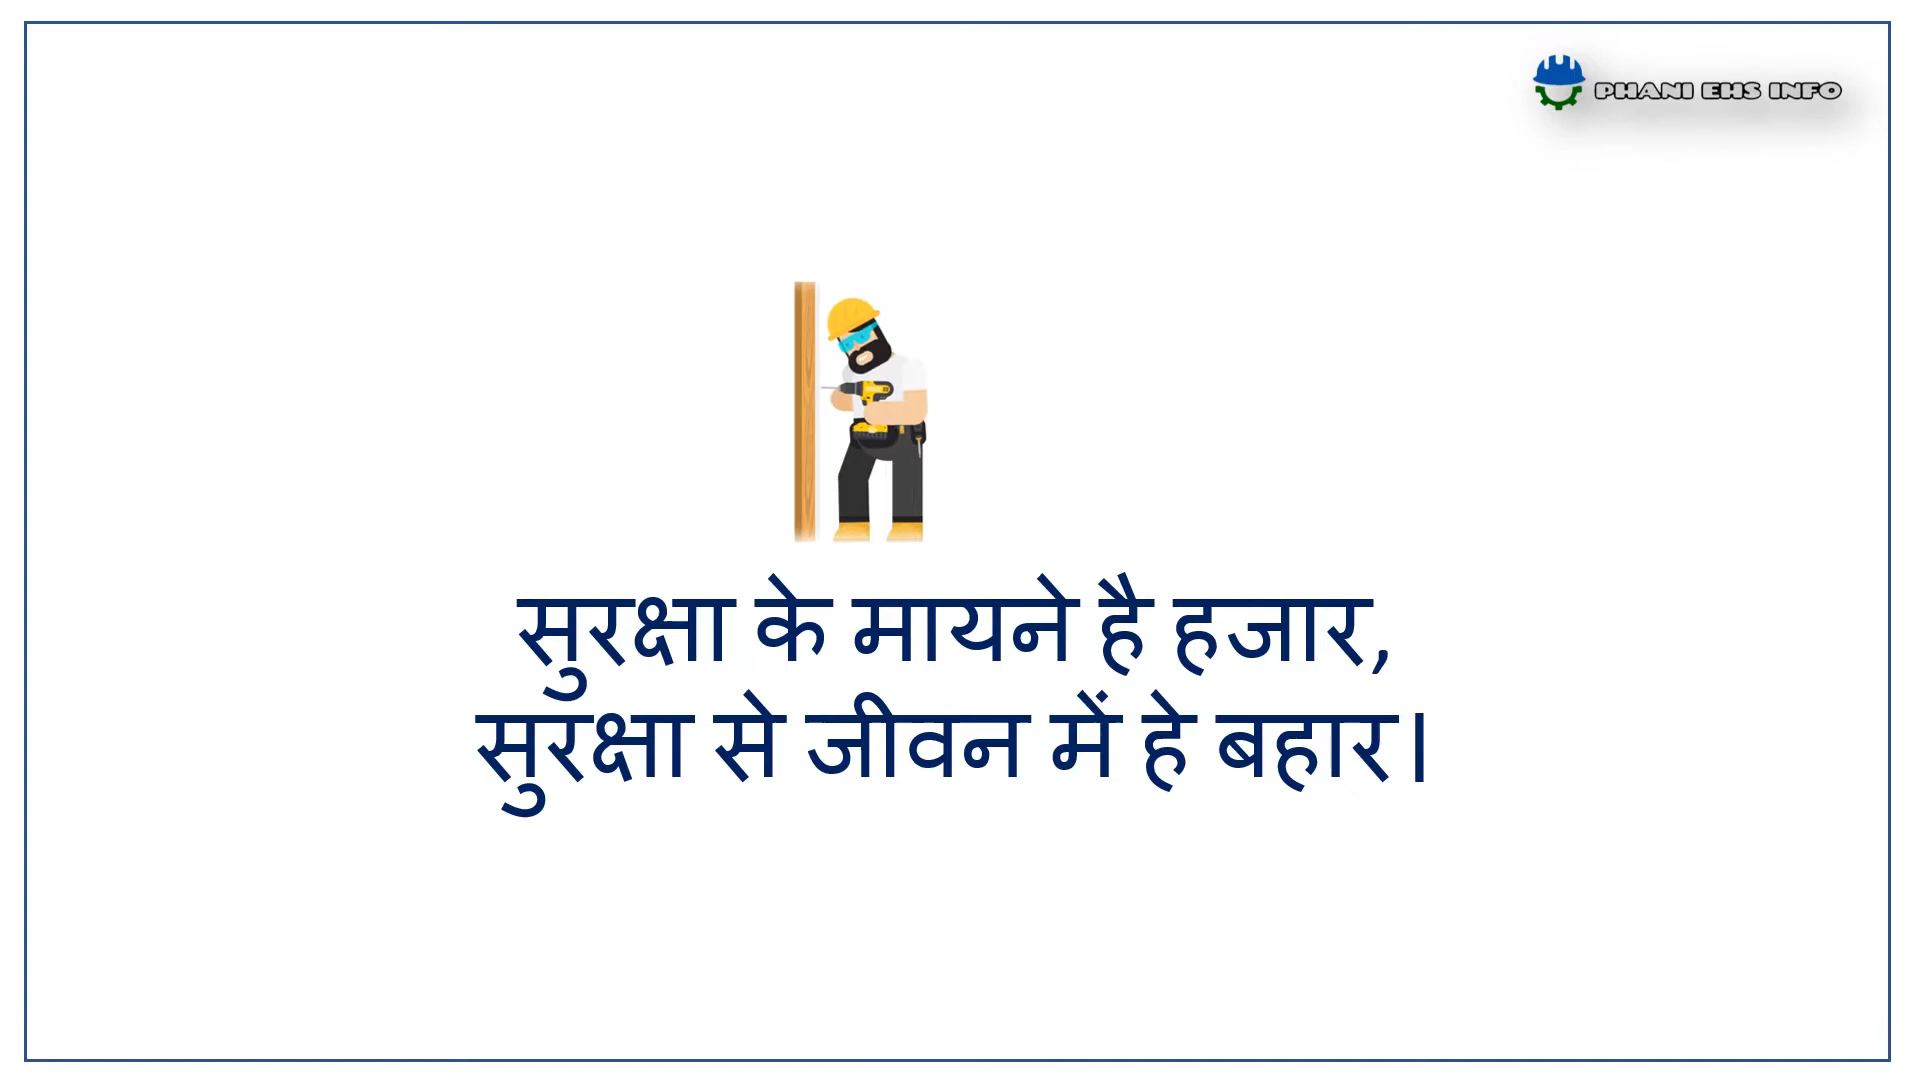 PHANI EHS INFO
सुरक्षा के मायने है हजार,
सुरक्षा से जीवन में हे बहार।